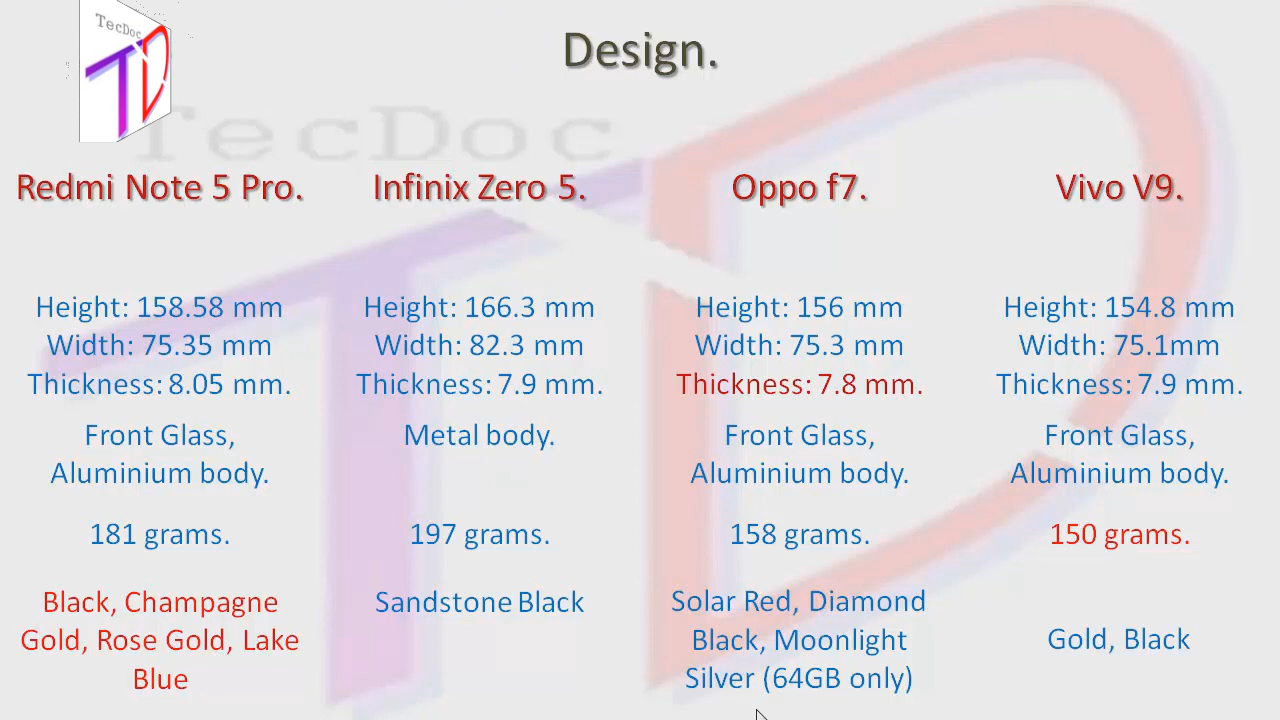 TecDoc
Design.
TecDoc
Redmi Note 5 Pro.
Infinix Zero 5.
Oppo f7.
Vivo V9.
Height: 158.58 mm
Width: 75.35 mm
Thickness: 8.05 mm.
Height: 166.3 mm
Width: 82.3 mm
Thickness: 7.9 mm.
Height: 156 mm
Width: 75.3 mm
Thickness: 7.8 mm.
Height: 154.8 mm
Width: 75.1mm
Thickness: 7.9 mm.
Front Glass,
Aluminium body.
Metal body.
Front Glass,
Aluminium body.
Front Glass,
Aluminium body.
181 grams.
197 grams.
158 grams.
150 grams.
Black, Champagne
Gold, Rose Gold, Lake
Blue
Sandstone Black
Solar Red, Diamond
Black, Moonlight
Silver (64GB only)
Gold, Black